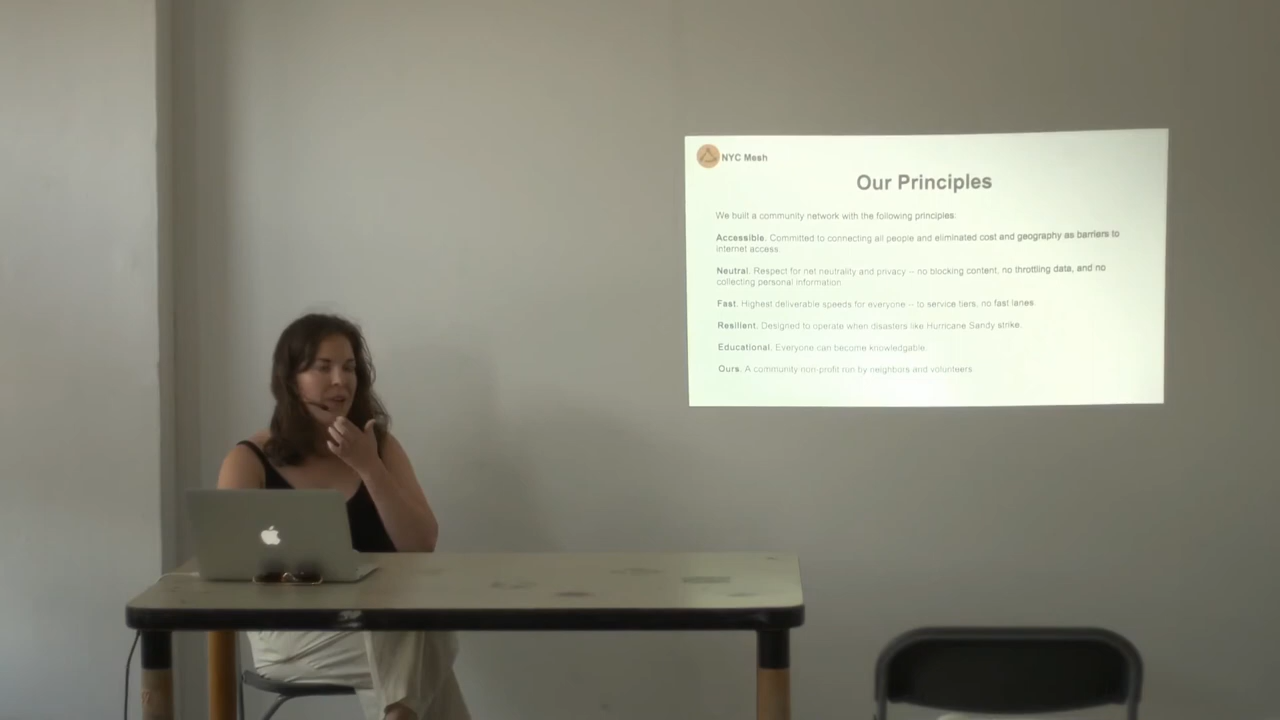 NYC Mesh
Our Principles
We built a community network with the following principles:
Accessible. Committed to connecting all people and eliminated cost and geography as barriers to
internet access.
Neutral. Respect for net neutrality and privacy -- no blocking content, no throttling data, and no
collecting personal information
Fast. Highest deliverable speeds for everyone -- to service tiers, no fast lanes.
Resilient. Designed to operate when disasters like Hurricane Sandy strike.
Educational. Everyone can become knowledgable.
Ours. A community non-profit run by neighbors and volunteers.